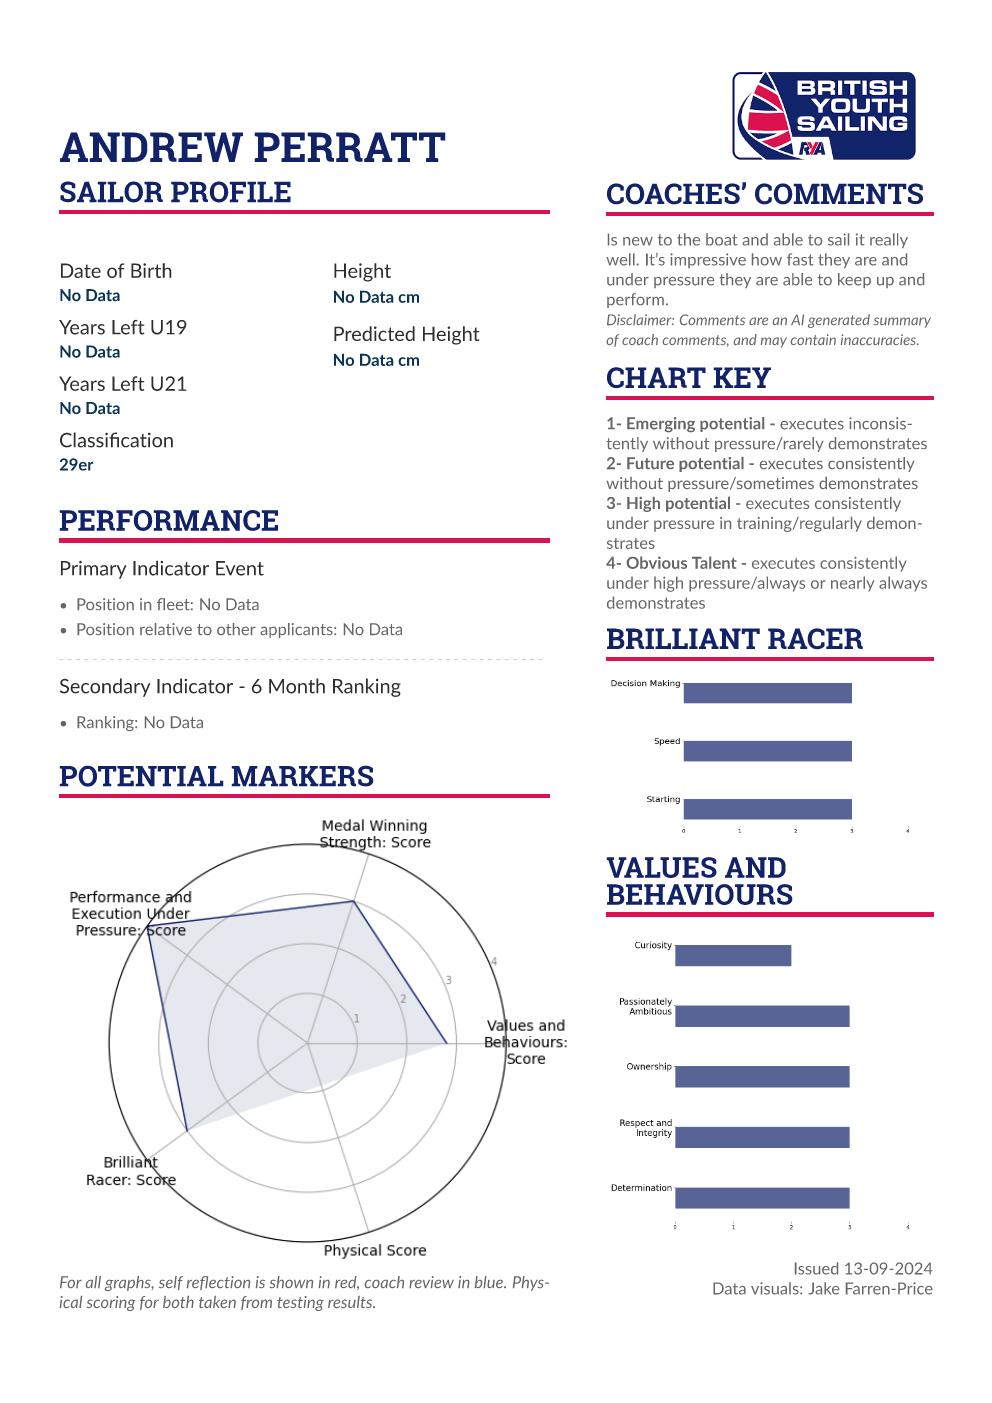 ANDREW PERRATT
SAILOR PROFILE
Date of Birth
No Data
Years Left U19
No Data
Years Left U21
No Data
Classification
29er
Height
No Data cm
Predicted Height
No Data cm
PERFORMANCE
Primary Indicator Event
• Position in fleet: No Data
• Position relative to other applicants: No Data
Secondary Indicator - 6 Month Ranking
• Ranking: No Data
POTENTIAL MARKERS
Medal Winning
Strength: Score
Performance and
Execution Under
Pressure: Score
4
3
2
1
Values and
Behaviours:
Score
Brilliant
Racer: Score
Physical Score
For all graphs, self reflection is shown in red, coach review in blue. Phys-
ical scoring for both taken from testing results.
BRITISH
YOUTH
SAILING
RYA
COACHES’ COMMENTS
Is new to the boat and able to sail it really
well. It’s impressive how fast they are and
under pressure they are able to keep up and
perform.
Disclaimer: Comments are an AI generated summary
of coach comments, and may contain inaccuracies.
CHART KEY
1- Emerging potential - executes inconsis-
tently without pressure/rarely demonstrates
2- Future potential - executes consistently
without pressure/sometimes demonstrates
3- High potential - executes consistently
under pressure in training/regularly demon-
strates
4- Obvious Talent - executes consistently
under high pressure/always or nearly always
demonstrates
BRILLIANT RACER
Decision Making
Speed
Starting
0 1 2 3 4
VALUES AND
BEHAVIOURS
Curiosity
Passionately
Ambitious
Ownership
Respect and
Integrity
Determination
0 1 2 3 4
Issued 13-09-2024
Data visuals: Jake Farren-Price